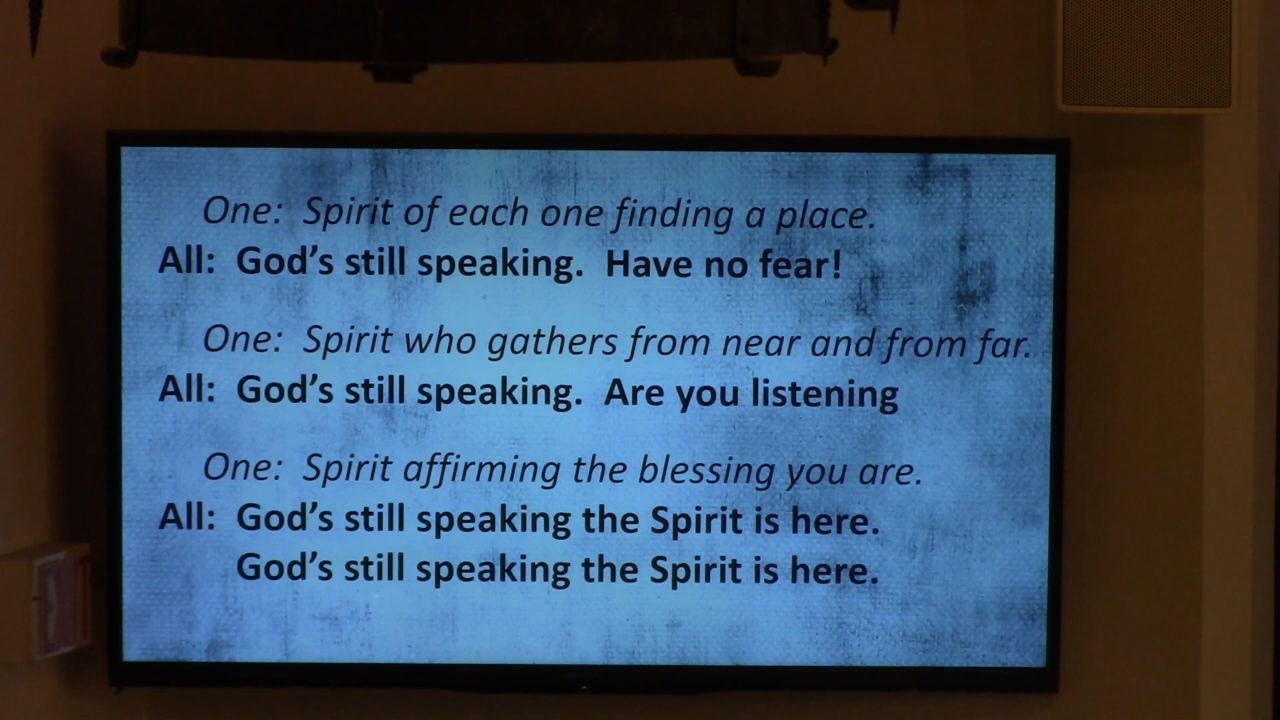 One: Spirit of each one finding a place.
All: God's still speaking. Have no fear!
One: Spirit who gathers from near and from far.
All: God's still speaking. Are you listening
One: Spirit affirming the blessing you are.
All: God's still speaking the Spirit is here.
God's still speaking the Spirit is here.